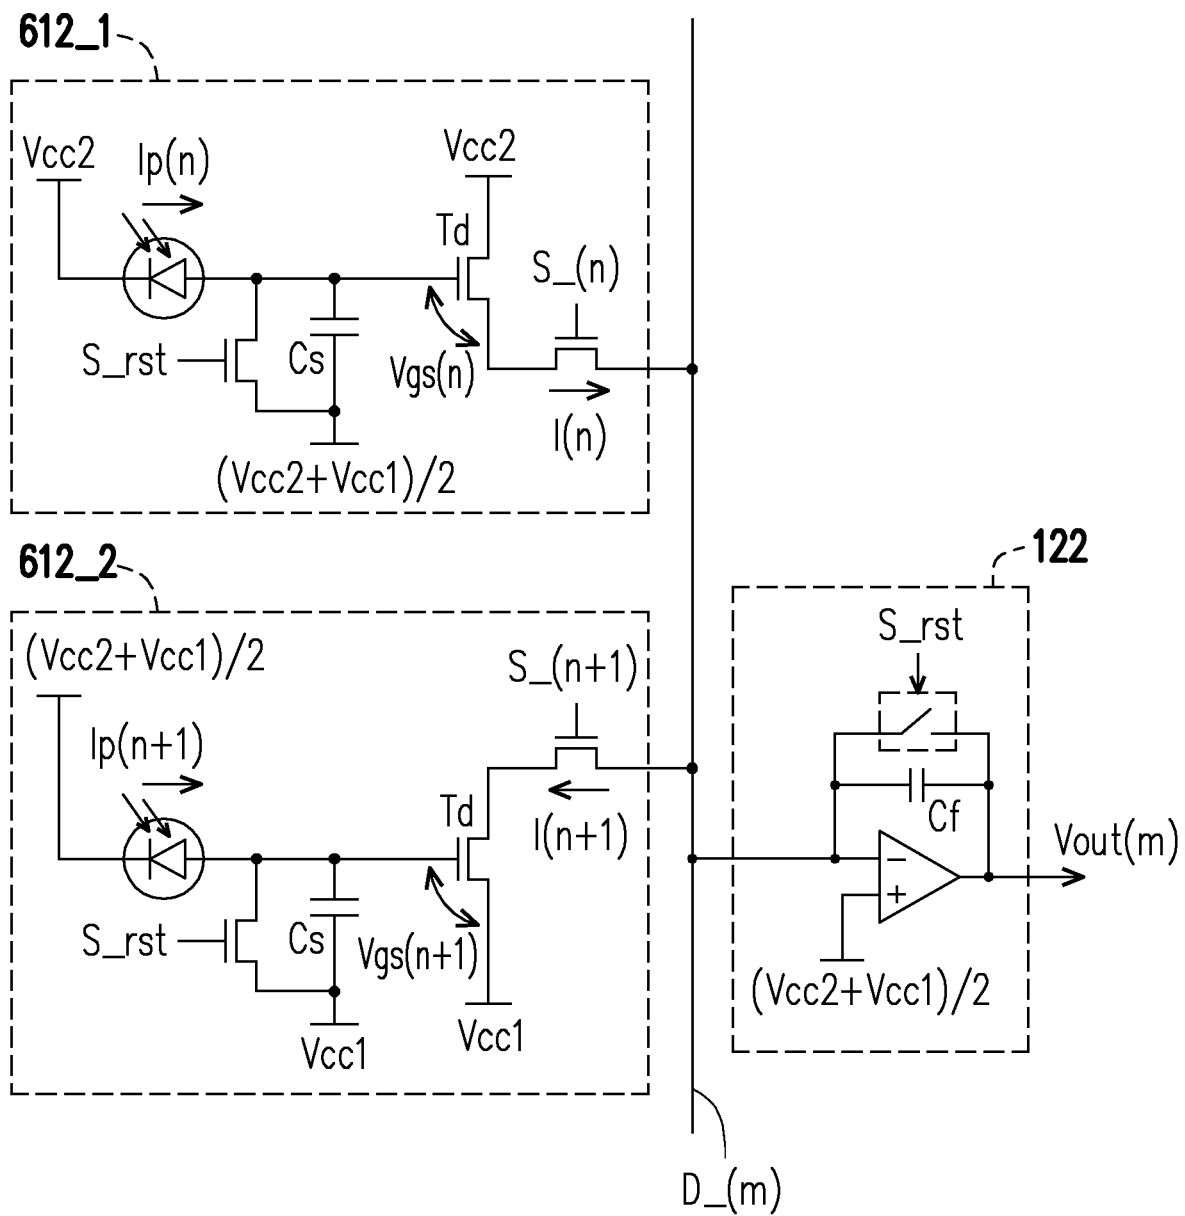 612_1
Vcc2
Ip(n)
Vcc2
Td
S_(n)
S_rst
Cs
Vgs(n)
I(n)
(Vcc2+Vcc1)/2
612_2
122
(Vcc2+Vcc1)/2
S_rst
S_(n+1)
Ip(n+1)
Td
I(n+1)
Cf
Vout(m)
−
+
S_rst
Cs
Vgs(n+1)
(Vcc2+Vcc1)/2
Vcc1
Vcc1
D_(m)